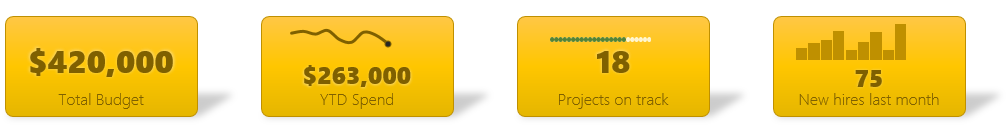 $420,000
Total Budget
$263,000
YTD Spend
18
Projects on track
75
New hires last month